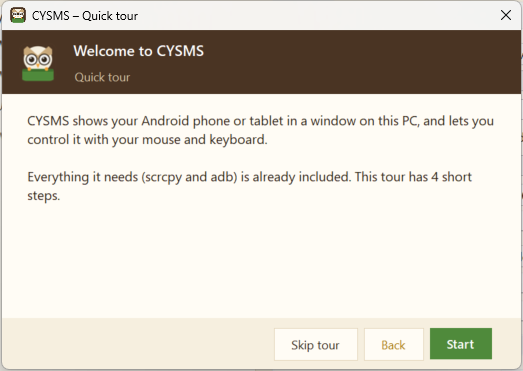 CYSMS – Quick tour
Welcome to CYSMS
Quick tour
CYSMS shows your Android phone or tablet in a window on this PC, and lets you
control it with your mouse and keyboard.
Everything it needs (scrcpy and adb) is already included. This tour has 4 short
steps.
Skip tour
Back
Start